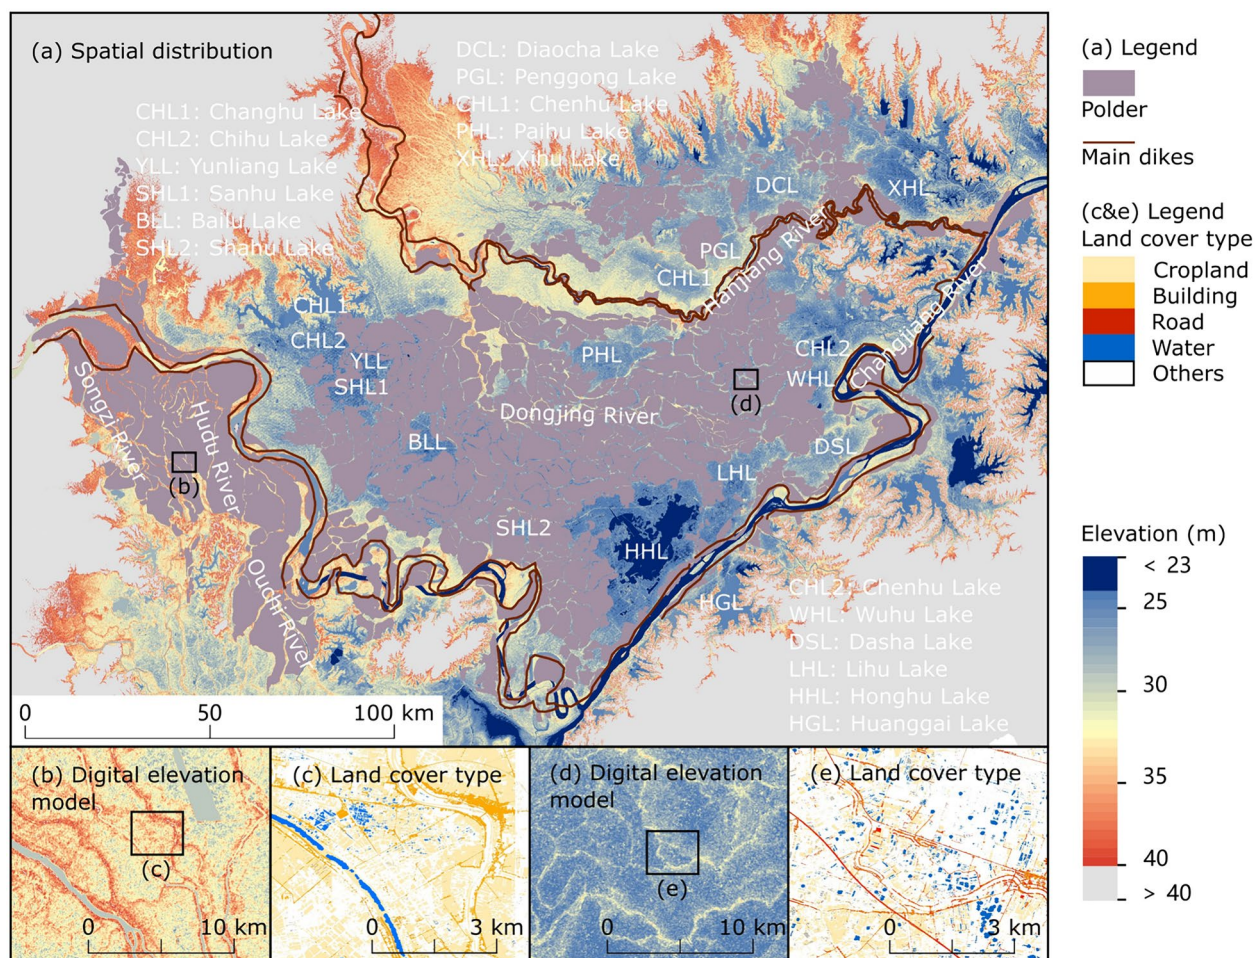 (a) Spatial distribution
CHL1: Changhu Lake
CHL2: Chihu Lake
YLL: Yunliang Lake
SHL1: Sanhu Lake
BLL: Bailu Lake
SHL2: Shahu Lake
DCL: Diaocha Lake
PGL: Penggong Lake
CHL1: Chenhu Lake
PHL: Paihu Lake
XHL: Xihu Lake
DCL
XHL
PGL
CHL1
Hanjiang River
Changjiang River
CHL1
CHL2
YLL
SHL1
PHL
CHL2
WHL
(d)
Dongjing River
Songzi River
Hudu River
(b)
BLL
DSL
LHL
SHL2
HHL
HGL
Ouchi River
CHL2: Chenhu Lake
WHL: Wuhu Lake
DSL: Dasha Lake
LHL: Lihu Lake
HHL: Honghu Lake
HGL: Huanggai Lake
0 50 100 km
(b) Digital elevation
model
(c)
0 10 km
(c) Land cover type
0 3 km
(d) Digital elevation
model
(e)
0 10 km
(e) Land cover type
0 3 km
(a) Legend
Polder
Main dikes
(c&e) Legend
Land cover type
Cropland
Building
Road
Water
Others
Elevation (m)
< 23
25
30
35
40
> 40